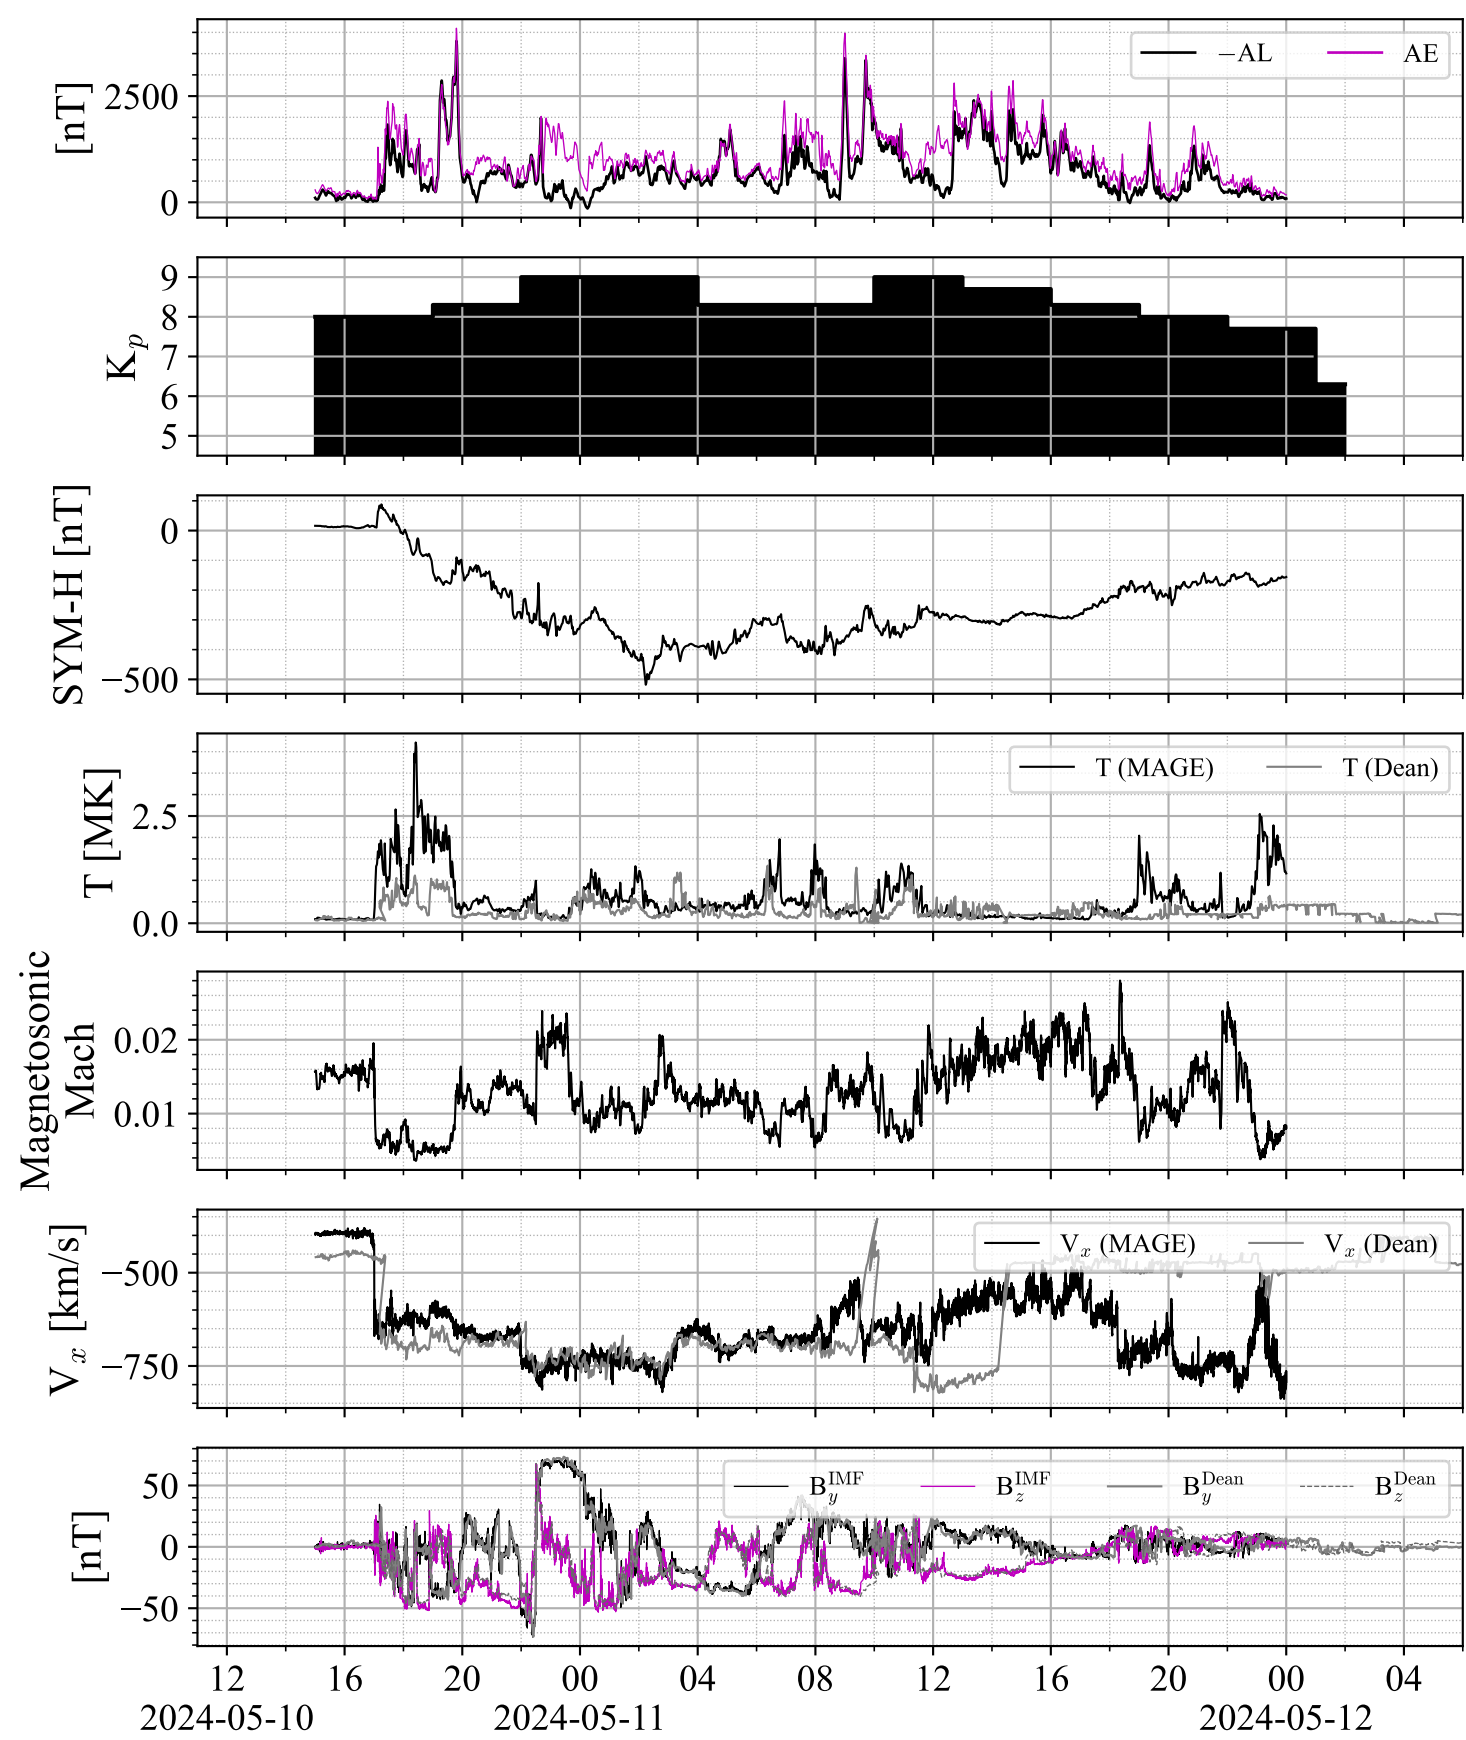 −AL AE
[nT]
2500
0
K_p
9
8
7
6
5
SYM-H [nT]
0
−500
T (MAGE) T (Dean)
T [MK]
2.5
0.0
Magnetosonic
Mach
0.02
0.01
V_x (MAGE) V_x (Dean)
V_x [km/s]
−500
−750
B_y^IMF B_z^IMF B_y^Dean B_z^Dean
[nT]
50
0
−50
12 16 20 00 04 08 12 16 20 00 04
2024-05-10 2024-05-11 2024-05-12